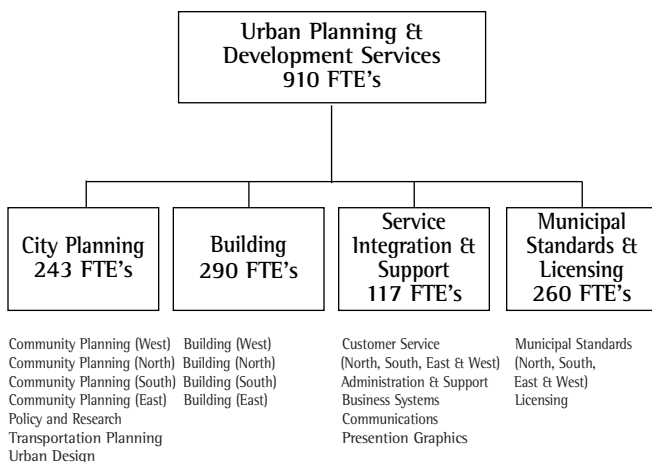 Urban Planning &
Development Services
910 FTE's
City Planning
243 FTE's
Building
290 FTE's
Service
Integration &
Support
117 FTE's
Municipal
Standards &
Licensing
260 FTE's
Community Planning (West)
Community Planning (North)
Community Planning (South)
Community Planning (East)
Policy and Research
Transportation Planning
Urban Design
Building (West)
Building (North)
Building (South)
Building (East)
Customer Service
(North, South, East & West)
Administration & Support
Business Systems
Communications
Presention Graphics
Municipal Standards
(North, South,
East & West)
Licensing